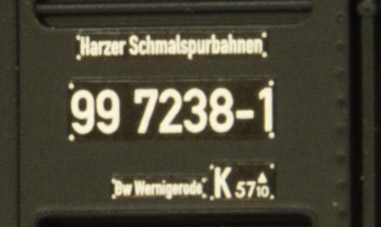 Harzer Schmalspurbahnen
99 7238-1
Bw Wernigerode K 57 10